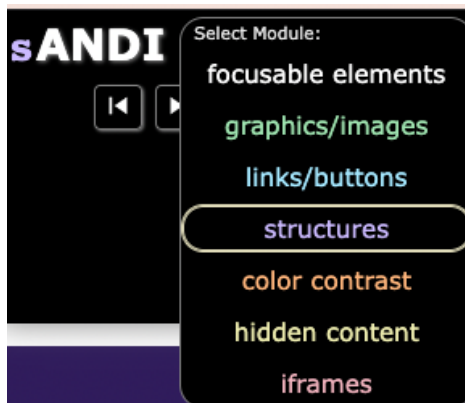 sANDI
Select Module:
focusable elements
graphics/images
links/buttons
structures
color contrast
hidden content
iframes